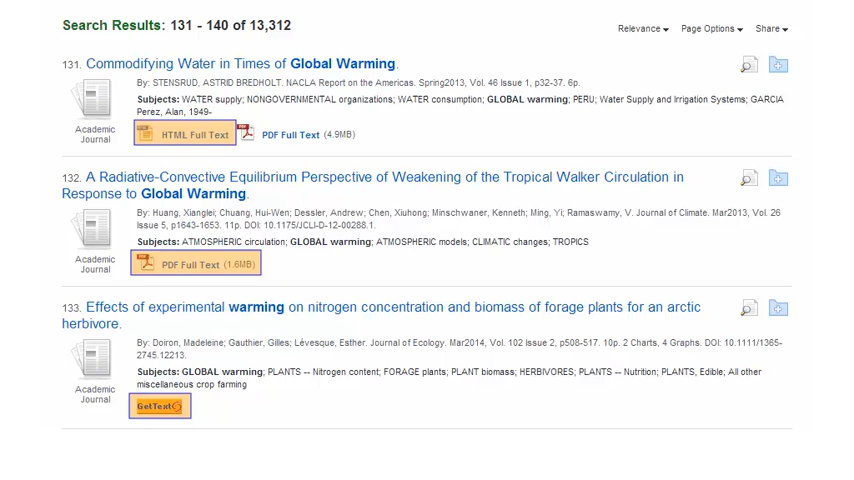 Search Results: 131 - 140 of 13,312
Relevance Page Options Share
131. Commodifying Water in Times of Global Warming.
By: STENSRUD, ASTRID BREDHOLT. NACLA Report on the Americas. Spring2013, Vol. 46 Issue 1, p32-37. 6p.
Subjects: WATER supply; NONGOVERNMENTAL organizations; WATER consumption; GLOBAL warming; PERU; Water Supply and Irrigation Systems; GARCIA
Perez, Alan, 1949-
Academic
Journal
HTML Full Text PDF Full Text (4.9MB)
132. A Radiative-Convective Equilibrium Perspective of Weakening of the Tropical Walker Circulation in
Response to Global Warming.
By: Huang, Xianglei; Chuang, Hui-Wen; Dessler, Andrew; Chen, Xiuhong; Minschwaner, Kenneth; Ming, Yi; Ramaswamy, V. Journal of Climate. Mar2013, Vol. 26
Issue 5, p1643-1653. 11p. DOI: 10.1175/JCLI-D-12-00288.1.
Subjects: ATMOSPHERIC circulation; GLOBAL warming; ATMOSPHERIC models; CLIMATIC changes; TROPICS
Academic
Journal
PDF Full Text (1.6MB)
133. Effects of experimental warming on nitrogen concentration and biomass of forage plants for an arctic
herbivore.
By: Doiron, Madeleine; Gauthier, Gilles; Lévesque, Esther. Journal of Ecology. Mar2014, Vol. 102 Issue 2, p508-517. 10p. 2 Charts, 4 Graphs. DOI: 10.1111/1365-
2745.12213.
Subjects: GLOBAL warming; PLANTS -- Nitrogen content; FORAGE plants; PLANT biomass; HERBIVORES; PLANTS -- Nutrition; PLANTS, Edible; All other
miscellaneous crop farming
Academic
Journal
GetText